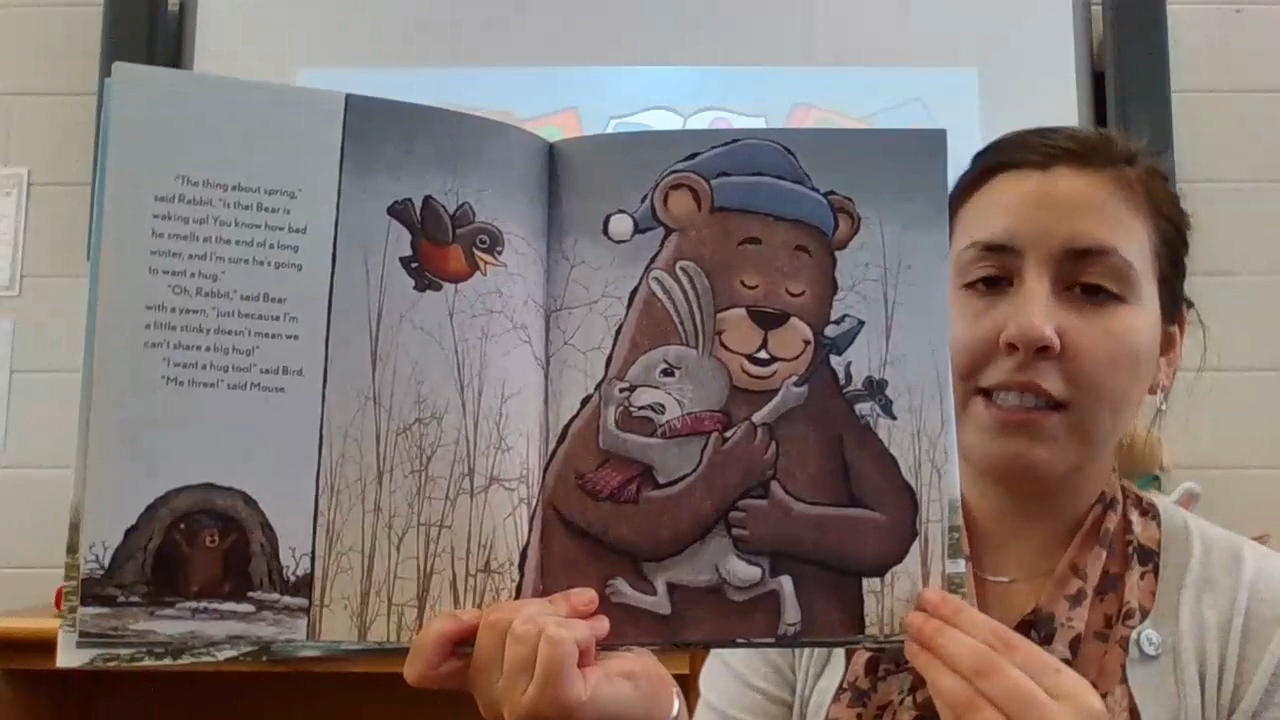 "The thing about spring,"
said Rabbit, "Is that Bear is
waking up! You know how bad
he smells at the end of a long
winter, and I'm sure he's going
to want a hug."
"Oh, Rabbit," said Bear
with a yawn, "just because I'm
a little stinky doesn't mean we
can't share a big hug!"
"I want a hug too!" said Bird.
"Me three!" said Mouse.